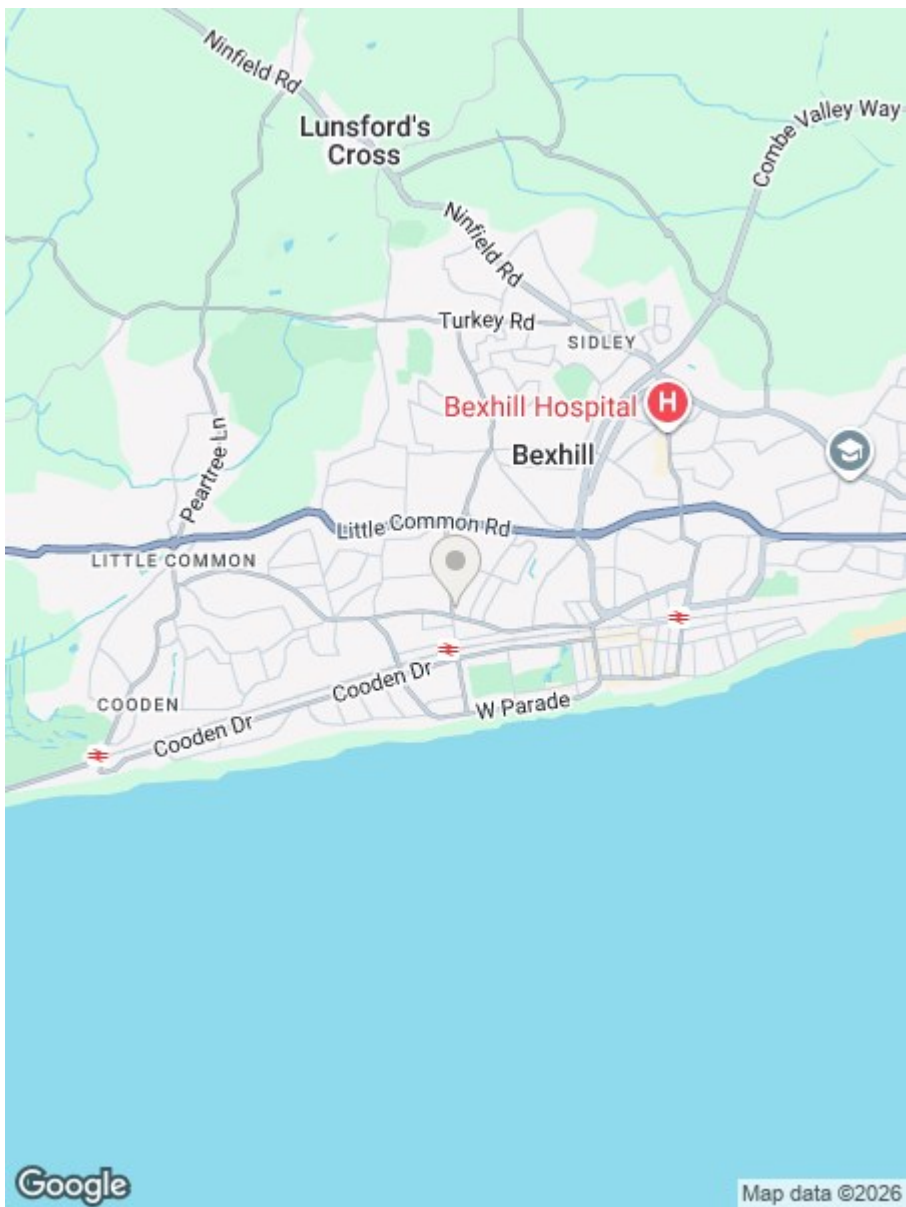 Ninfield Rd
Lunsford's
Cross
Combe Valley Way
Ninfield Rd
Turkey Rd
SIDLEY
Bexhill Hospital
H
Bexhill
Peartree Ln
Little Common Rd
LITTLE COMMON
Cooden Dr
COODEN
W Parade
Cooden Dr
Google
Map data ©2026